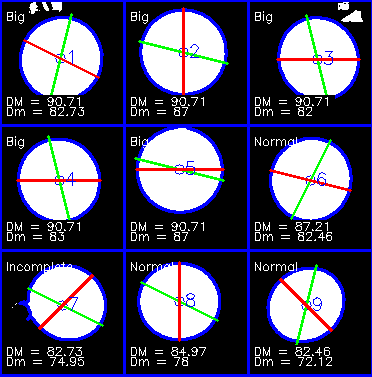 Big
1
DM = 90.71
Dm = 82.73
Big
2
DM = 90.71
Dm = 87
3
DM = 90.71
Dm = 82
Big
4
DM = 90.71
Dm = 83
Big
5
DM = 90.71
Dm = 87
Normal
6
DM = 87.21
Dm = 82.46
Incomplete
7
DM = 82.73
Dm = 74.95
Normal
8
DM = 84.97
Dm = 78
Normal
9
DM = 82.46
Dm = 72.12